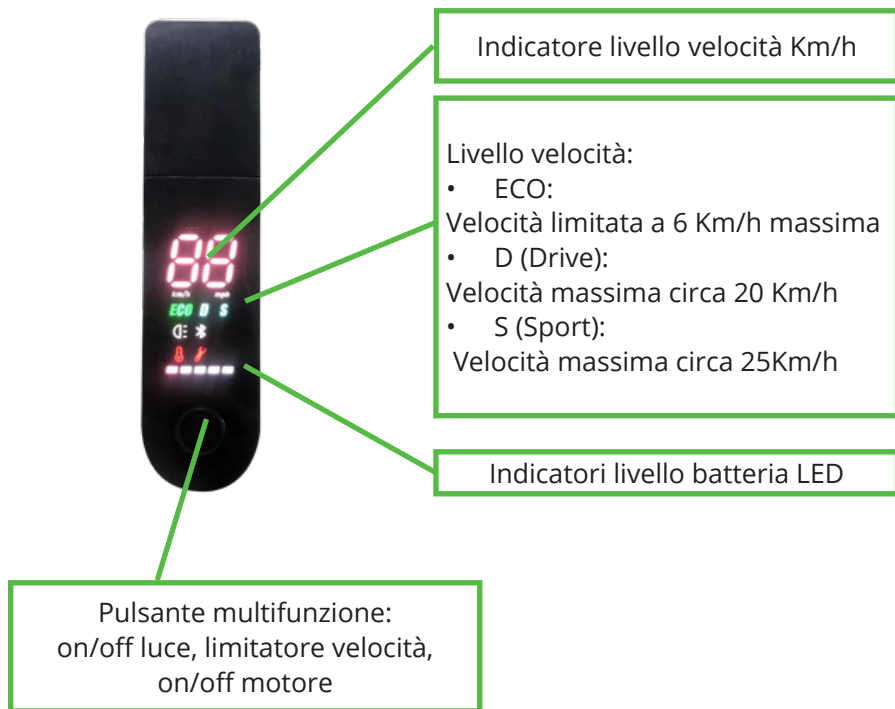 Indicatore livello velocità Km/h
Livello velocità:
• ECO:
Velocità limitata a 6 Km/h massima
• D (Drive):
Velocità massima circa 20 Km/h
• S (Sport):
Velocità massima circa 25Km/h
88
km/h mph
ECO D S
Indicatori livello batteria LED
Pulsante multifunzione:
on/off luce, limitatore velocità,
on/off motore